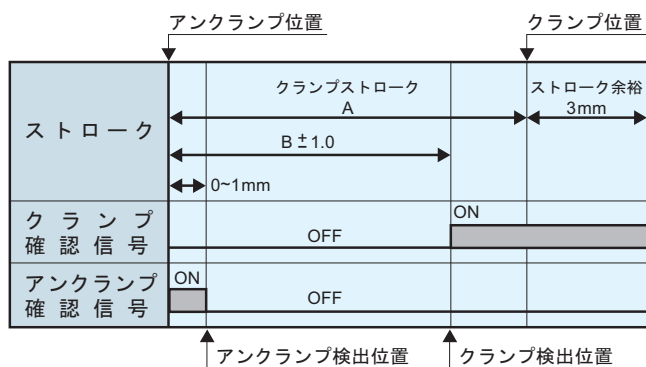 アンクランプ位置
クランプ位置
ストローク
クランプストローク
A
ストローク余裕
3mm
B±1.0
0~1mm
クランプ
確認信号
ON
OFF
アンクランプ
確認信号
ON
OFF
アンクランプ検出位置
クランプ検出位置